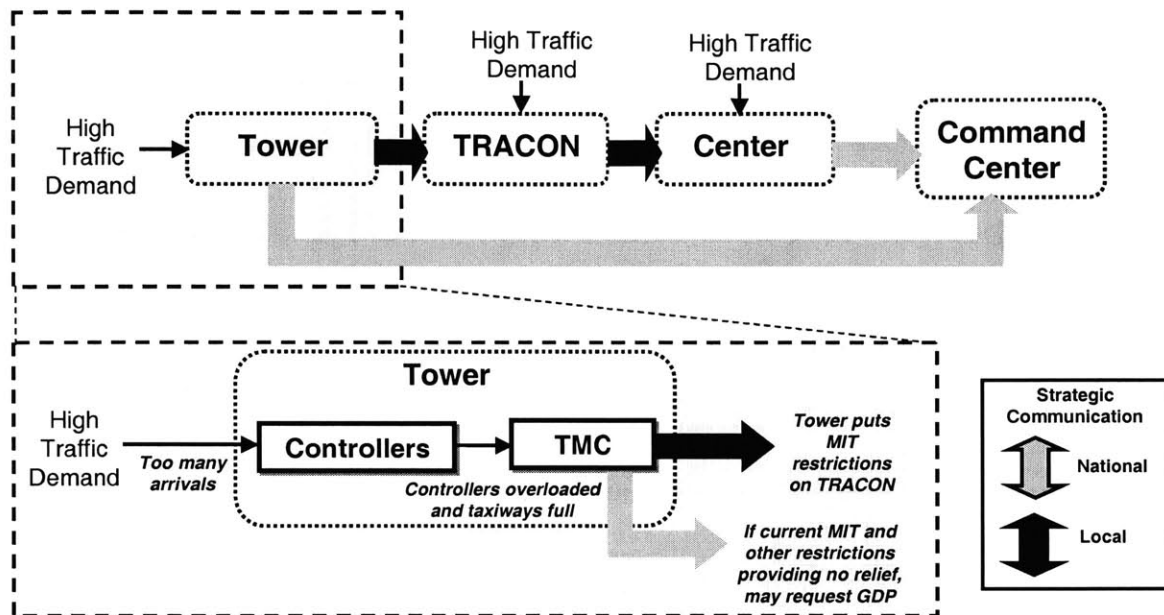 High Traffic
Demand
High Traffic
Demand
High
Traffic
Demand
Tower
TRACON
Center
Command
Center
Tower
High
Traffic
Demand
Too many
arrivals
Controllers
TMC
Controllers overloaded
and taxiways full
Tower puts
MIT
restrictions
on TRACON
If current MIT and
other restrictions
providing no relief,
may request GDP
Strategic
Communication
National
Local